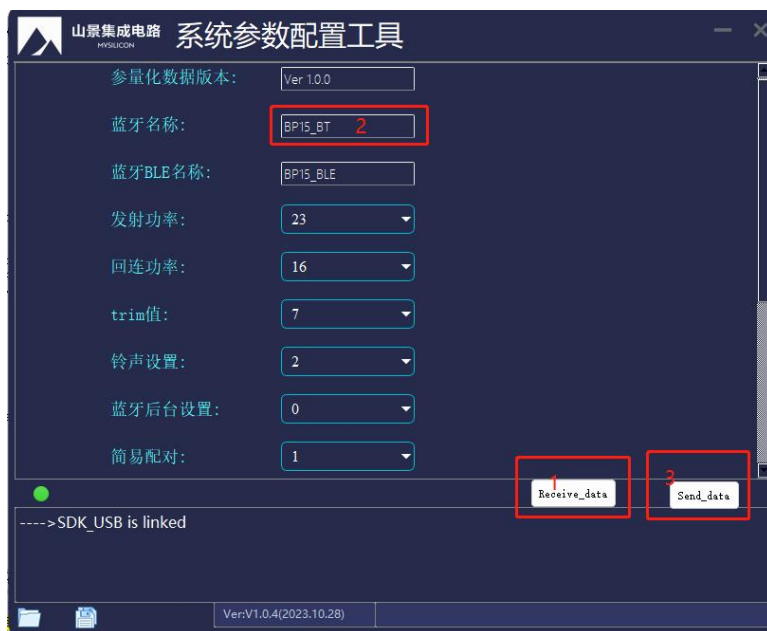 山景集成电路
MVSILICON
系统参数配置工具
参量化数据版本: Ver 1.0.0
蓝牙名称: BP15_BT 2
蓝牙BLE名称: BP15_BLE
发射功率: 23
回连功率: 16
trim值: 7
铃声设置: 2
蓝牙后台设置: 0
简易配对: 1
1
3
Receive_data Send_data
---->SDK_USB is linked
Ver:V1.0.4(2023.10.28)